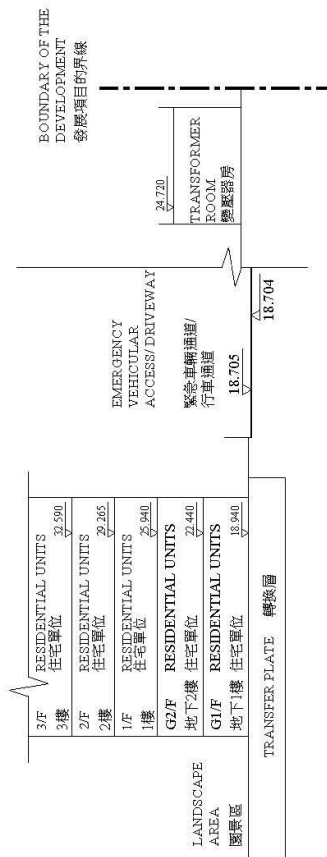 BOUNDARY OF THE
DEVELOPMENT
發展項目的界線
24.720
TRANSFORMER
ROOM
變壓器房
EMERGENCY
VEHICULAR
ACCESS/ DRIVEWAY
緊急車輛通道/
行車通道
18.705
18.704
3/F RESIDENTIAL UNITS
3樓 住宅單位 32.590
2/F RESIDENTIAL UNITS
2樓 住宅單位 29.265
1/F RESIDENTIAL UNITS
1樓 住宅單位 25.940
G2/F RESIDENTIAL UNITS
地下2樓 住宅單位 22.440
G1/F RESIDENTIAL UNITS
地下1樓 住宅單位 18.940
LANDSCAPE
AREA
園景區
TRANSFER PLATE 轉換層